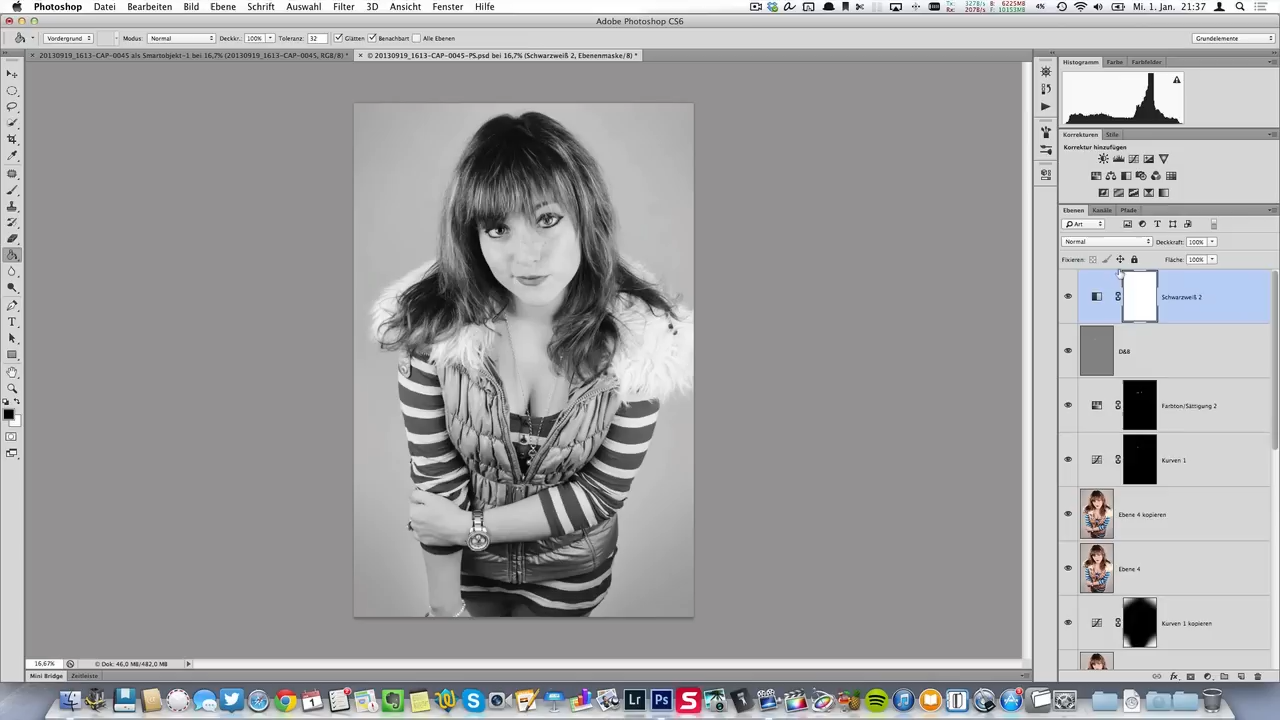 Photoshop Datei Bearbeiten Bild Ebene Schrift Auswahl Filter 3D Ansicht Fenster Hilfe
4% Di. 1. Jan. 21:37
Adobe Photoshop CS6
Vordergrund Modus: Normal Deckkr.: 100% Toleranz: 32 Glätten Benachbart Alle Ebenen Grundelemente
20130919_1613-CAP-0045 als Smartobjekt-1 bei 16,7% (20130919_1613-CAP-0045, RGB/8) *
© 20130919_1613-CAP-0045-PS.psd bei 16,7% (Schwarzweiß 2, Ebenenmaske/8) *
Histogramm Farbe Farbfelder
Korrekturen Stile
Korrektur hinzufügen
Ebenen Kanäle Pfade
Art
Normal Deckkraft: 100%
Fixieren: Fläche: 100%
Schwarzweiß 2
D&B
Farbton/Sättigung 2
Kurven 1
Ebene 4 kopieren
Ebene 4
Kurven 1 kopieren
16,67% © Dok: 46,0 MB/482,0 MB
Mini Bridge Zeitleiste
Lr Ps S